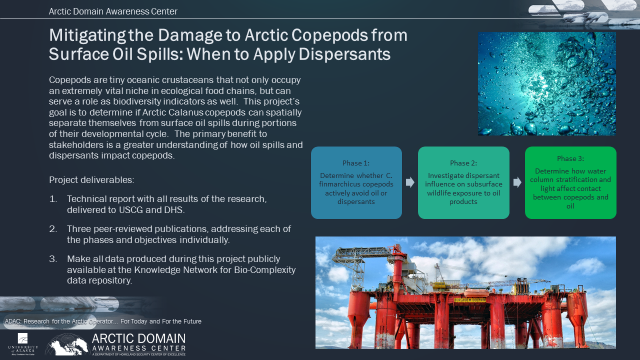 Arctic Domain Awareness Center
Mitigating the Damage to Arctic Copepods from
Surface Oil Spills: When to Apply Dispersants
Copepods are tiny oceanic crustaceans that not only occupy
an extremely vital niche in ecological food chains, but can
serve a role as biodiversity indicators as well. This project's
goal is to determine if Arctic Calanus copepods can spatially
separate themselves from surface oil spills during portions
of their developmental cycle. The primary benefit to
stakeholders is a greater understanding of how oil spills and
dispersants impact copepods.
Project deliverables:
1. Technical report with all results of the research,
delivered to USCG and DHS.
2. Three peer-reviewed publications, addressing each of
the phases and objectives individually.
3. Make all data produced during this project publicly
available at the Knowledge Network for Bio-Complexity
data repository.
Phase 1:
Determine whether C.
finmarchicus copepods
actively avoid oil or
dispersants
Phase 2:
Investigate dispersant
influence on subsurface
wildlife exposure to oil
products
Phase 3:
Determine how water
column stratification and
light affect contact
between copepods and
oil
ADAC: Research for the Arctic Operator... For Today and For the Future
UNIVERSITY
of ALASKA
ARCTIC DOMAIN
AWARENESS CENTER
A DEPARTMENT OF HOMELAND SECURITY CENTER OF EXCELLENCE